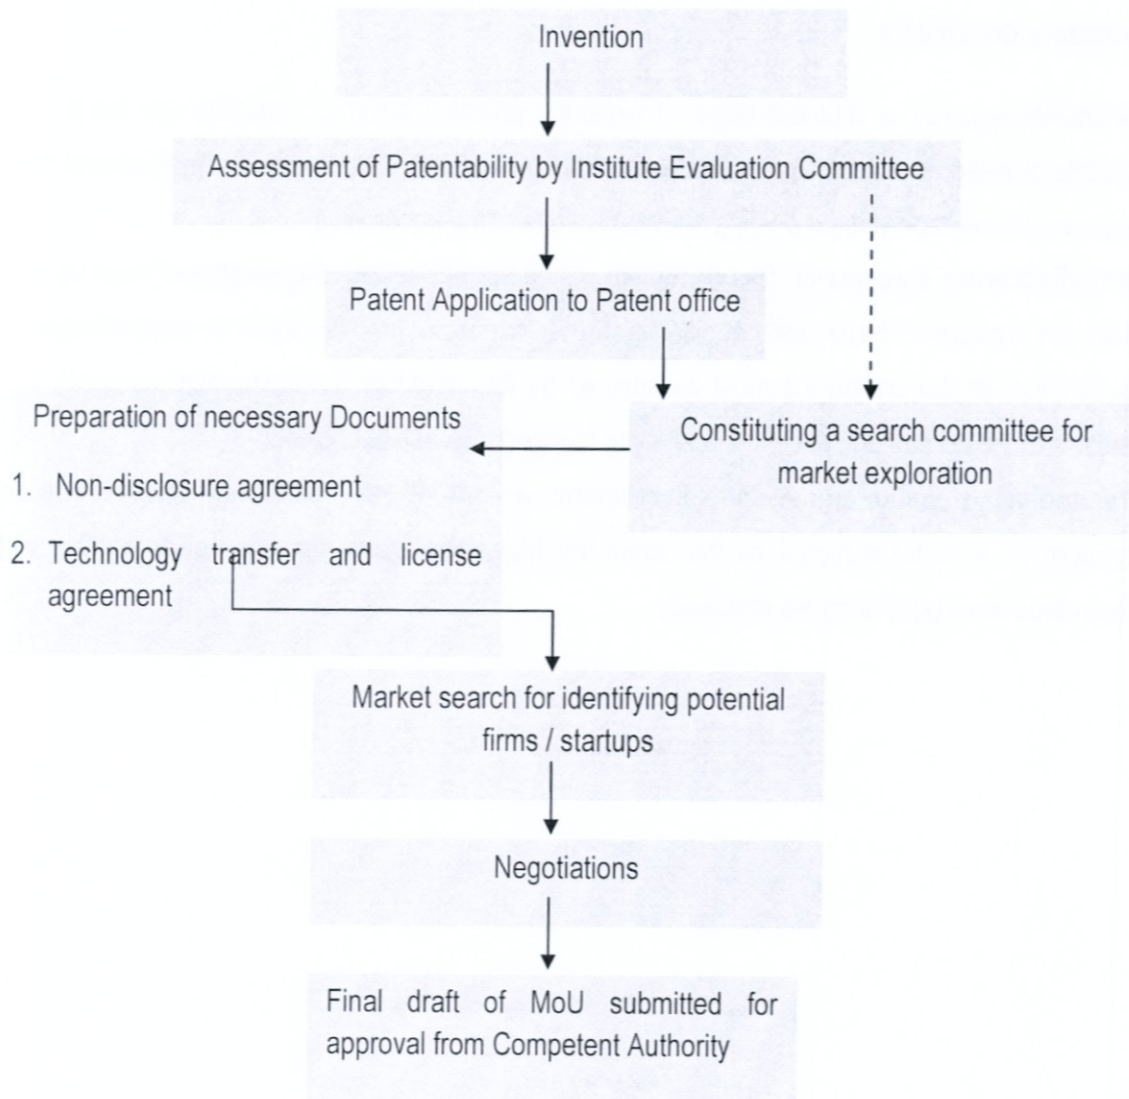 Invention
Assessment of Patentability by Institute Evaluation Committee
Patent Application to Patent office
Preparation of necessary Documents
1. Non-disclosure agreement
2. Technology transfer and license
agreement
Constituting a search committee for
market exploration
Market search for identifying potential
firms / startups
Negotiations
Final draft of MoU submitted for
approval from Competent Authority